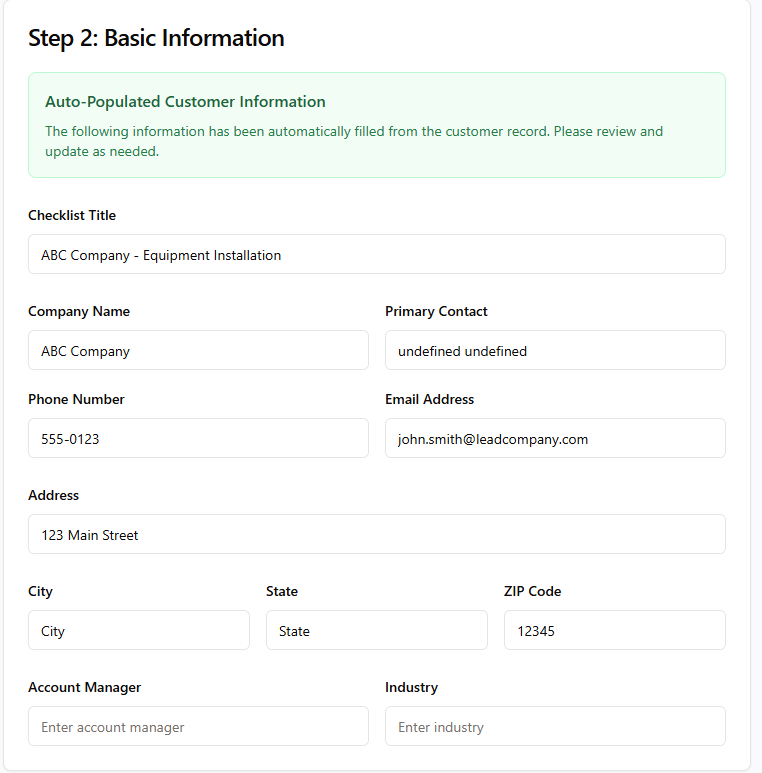 Step 2: Basic Information
Auto-Populated Customer Information
The following information has been automatically filled from the customer record. Please review and
update as needed.
Checklist Title
ABC Company - Equipment Installation
Company Name
Primary Contact
ABC Company
undefined undefined
Phone Number
Email Address
555-0123
john.smith@leadcompany.com
Address
123 Main Street
City
State
ZIP Code
City
State
12345
Account Manager
Industry
Enter account manager
Enter industry